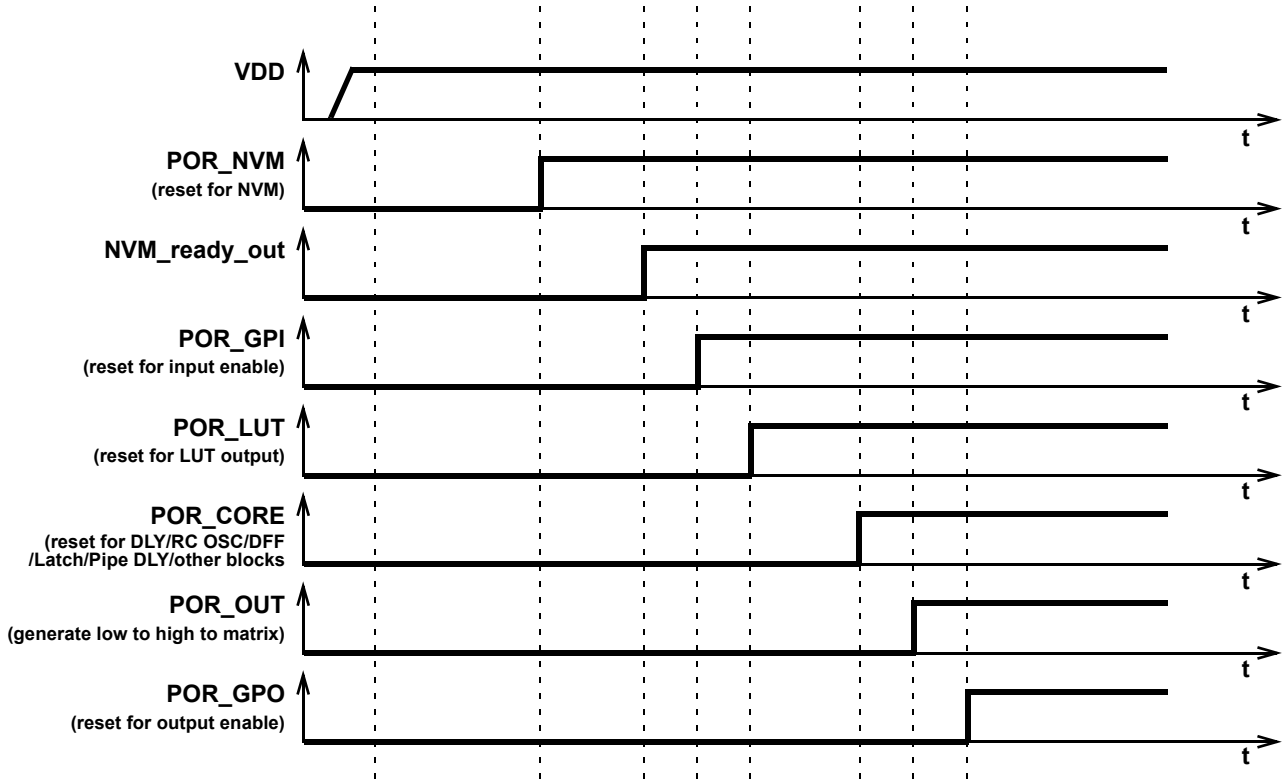 VDD
t
POR_NVM
(reset for NVM)
t
NVM_ready_out
t
POR_GPI
(reset for input enable)
t
POR_LUT
(reset for LUT output)
t
POR_CORE
(reset for DLY/RC OSC/DFF
/Latch/Pipe DLY/other blocks
t
POR_OUT
(generate low to high to matrix)
t
POR_GPO
(reset for output enable)
t